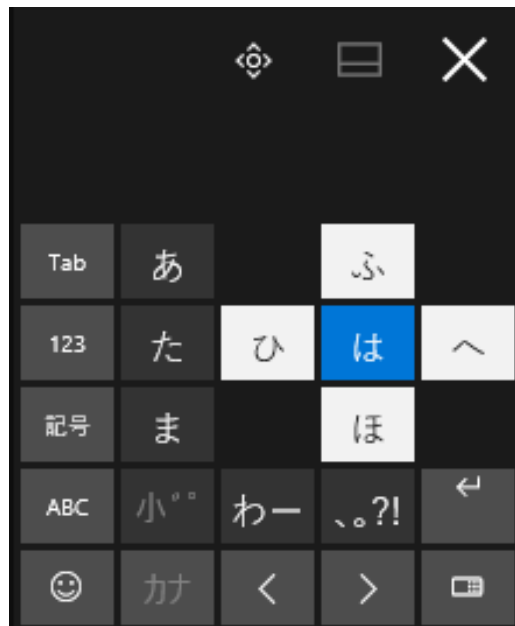 Tab あ ふ
123 た ひ は へ
記号 ま ほ
ABC 小゛゜ わー 、。?!
カナ